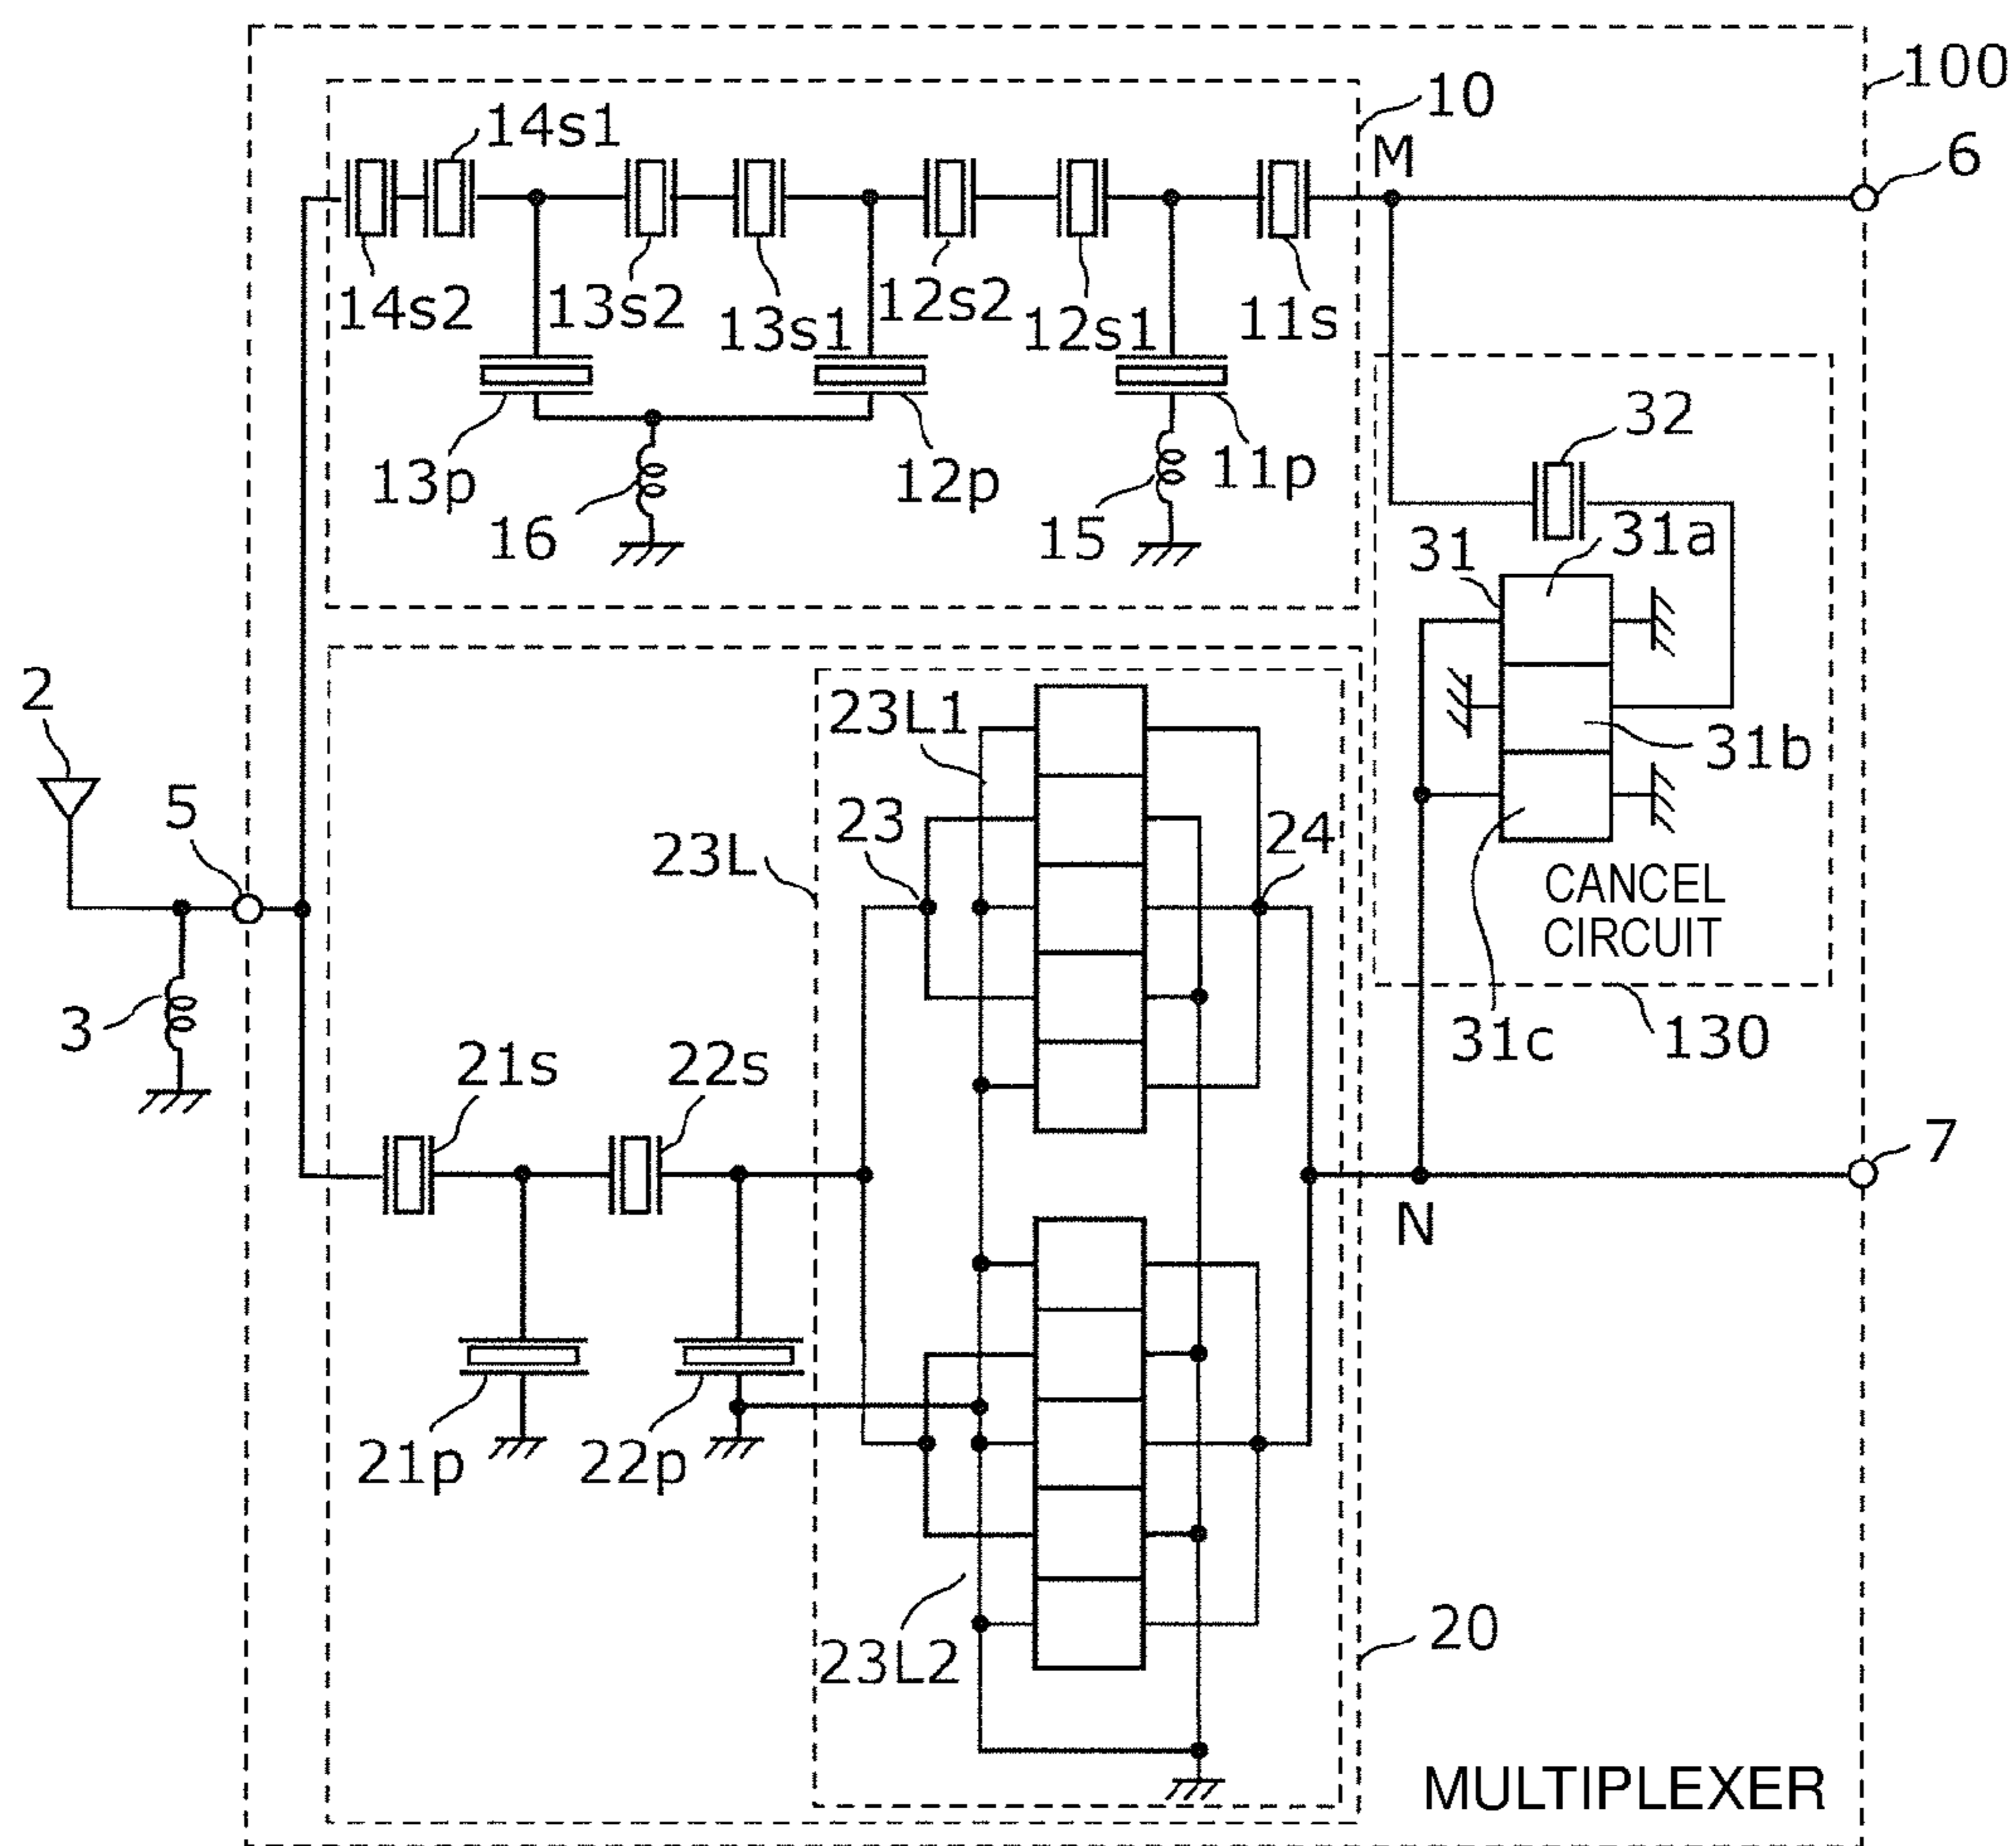 100
10
M
6
14s1
14s2
13s2
13s1
12s2
12s1
11s
13p
16
12p
15
11p
32
31
31a
31b
CANCEL
CIRCUIT
31c
130
2
5
3
23L1
23
23L
24
21s
22s
7
N
21p
22p
23L2
20
MULTIPLEXER